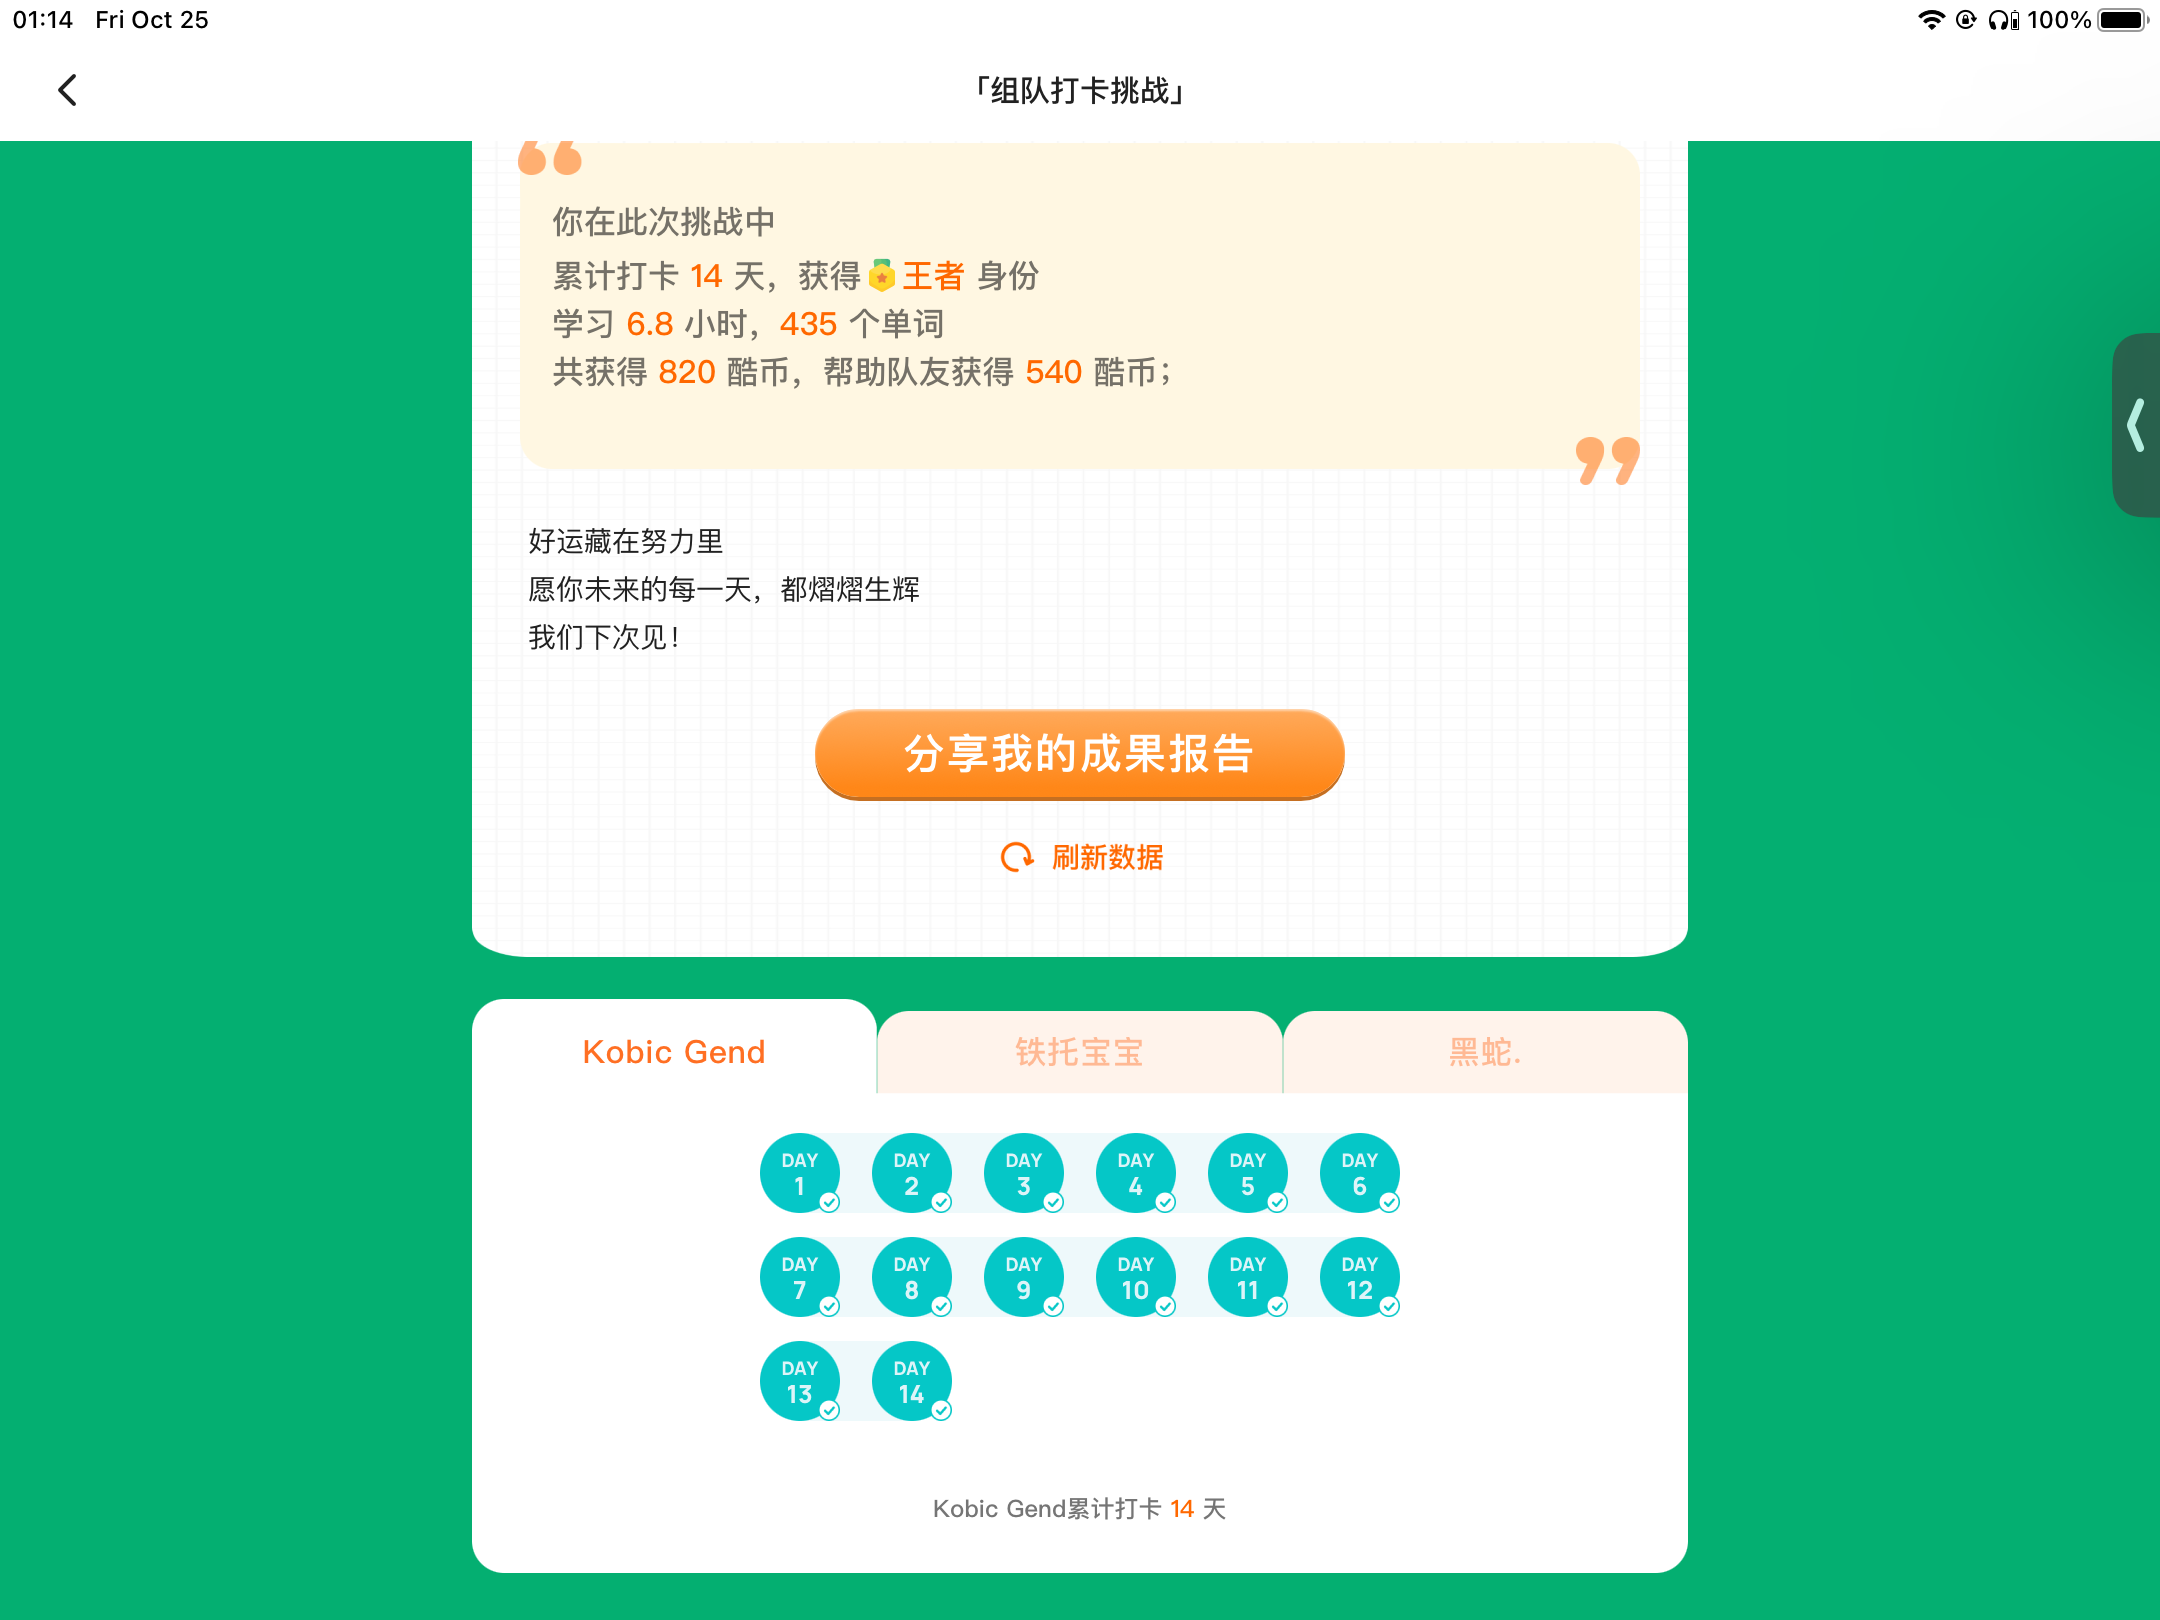 01:14 Fri Oct 25
100%
「组队打卡挑战」
你在此次挑战中
累计打卡 14 天，获得王者 身份
学习 6.8 小时，435 个单词
共获得 820 酷币，帮助队友获得 540 酷币；
好运藏在努力里
愿你未来的每一天，都熠熠生辉
我们下次见！
分享我的成果报告
刷新数据
Kobic Gend 铁托宝宝 黑蛇.
DAY 1 DAY 2 DAY 3 DAY 4 DAY 5 DAY 6
DAY 7 DAY 8 DAY 9 DAY 10 DAY 11 DAY 12
DAY 13 DAY 14
Kobic Gend累计打卡 14 天